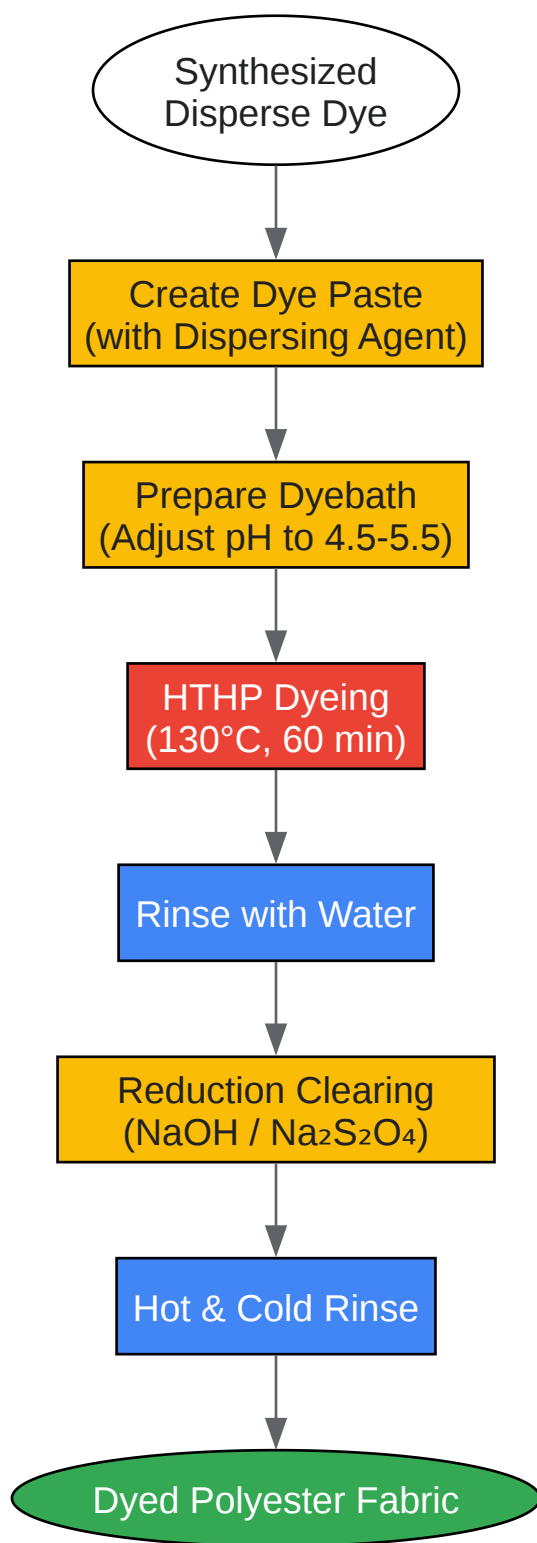 Synthesized
Disperse Dye
Create Dye Paste
(with Dispersing Agent)
Prepare Dyebath
(Adjust pH to 4.5-5.5)
HTHP Dyeing
(130°C, 60 min)
Rinse with Water
Reduction Clearing
(NaOH / Na₂S₂O₄)
Hot & Cold Rinse
Dyed Polyester Fabric